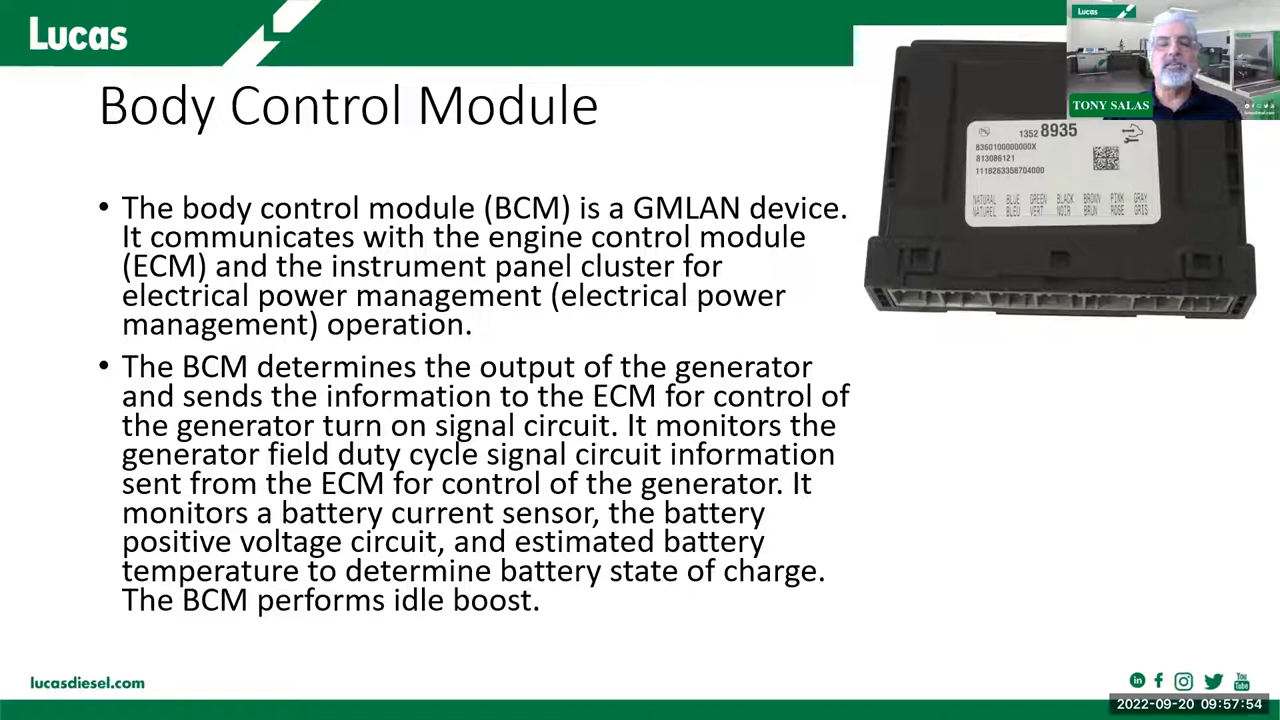 Lucas
Lucas
TONY SALAS
Body Control Module
1352 8935
8360100000000X
813086121
1118263358704000
NATURAL BLUE GREEN BLACK BROWN PINK GRAY
NATUREL BLEU VERT NOIR BRUN ROSE GRIS
• The body control module (BCM) is a GMLAN device.
It communicates with the engine control module
(ECM) and the instrument panel cluster for
electrical power management (electrical power
management) operation.
• The BCM determines the output of the generator
and sends the information to the ECM for control of
the generator turn on signal circuit. It monitors the
generator field duty cycle signal circuit information
sent from the ECM for control of the generator. It
monitors a battery current sensor, the battery
positive voltage circuit, and estimated battery
temperature to determine battery state of charge.
The BCM performs idle boost.
lucasdiesel.com
in f You Tube
2022-09-20 09:57:54